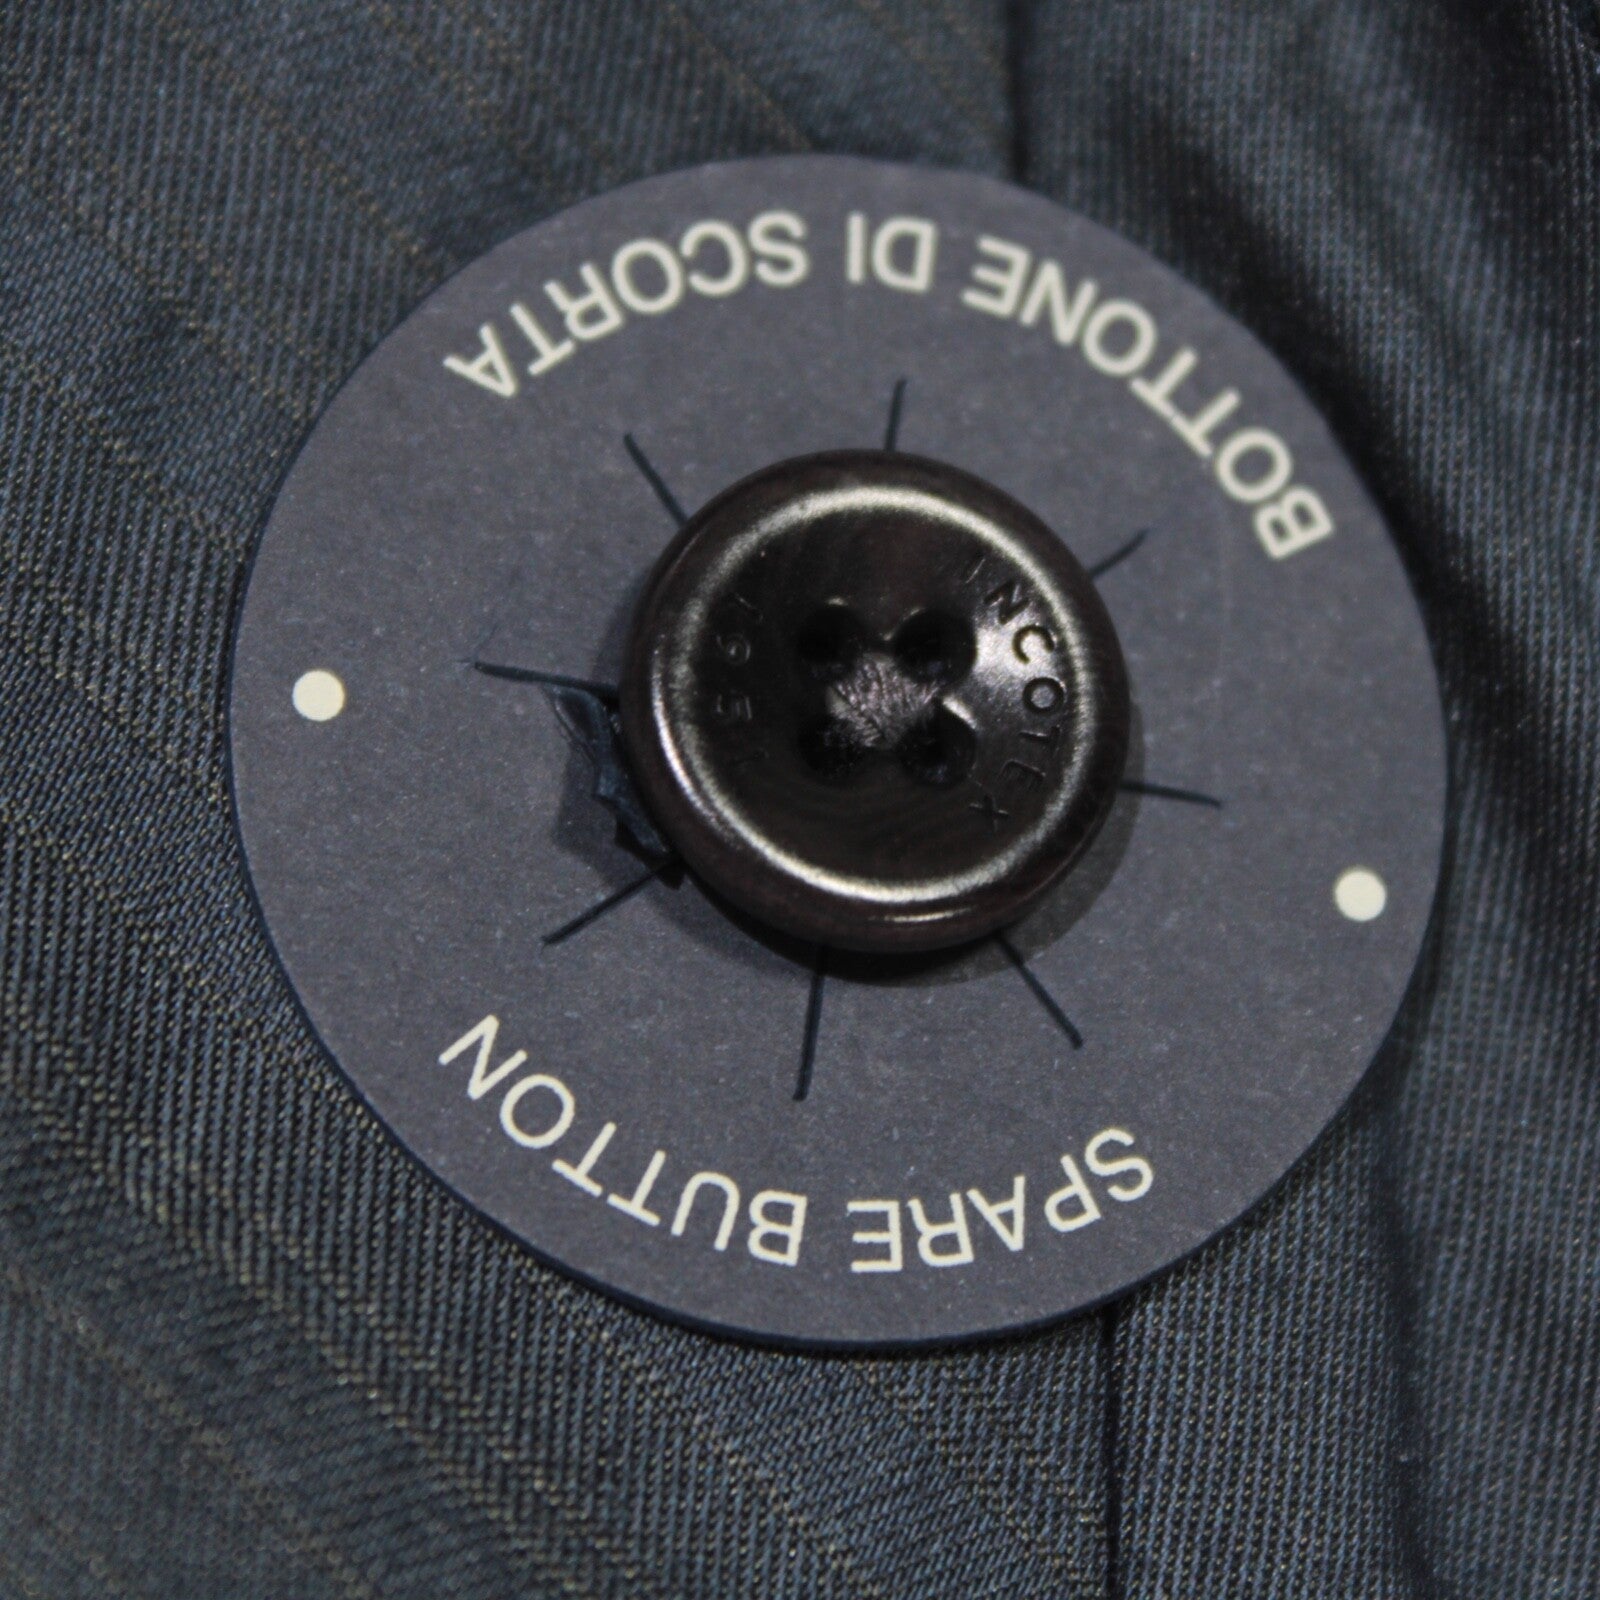 SPARE BUTTON
BOTTONE DI SCORTA
INCOTEX
1951